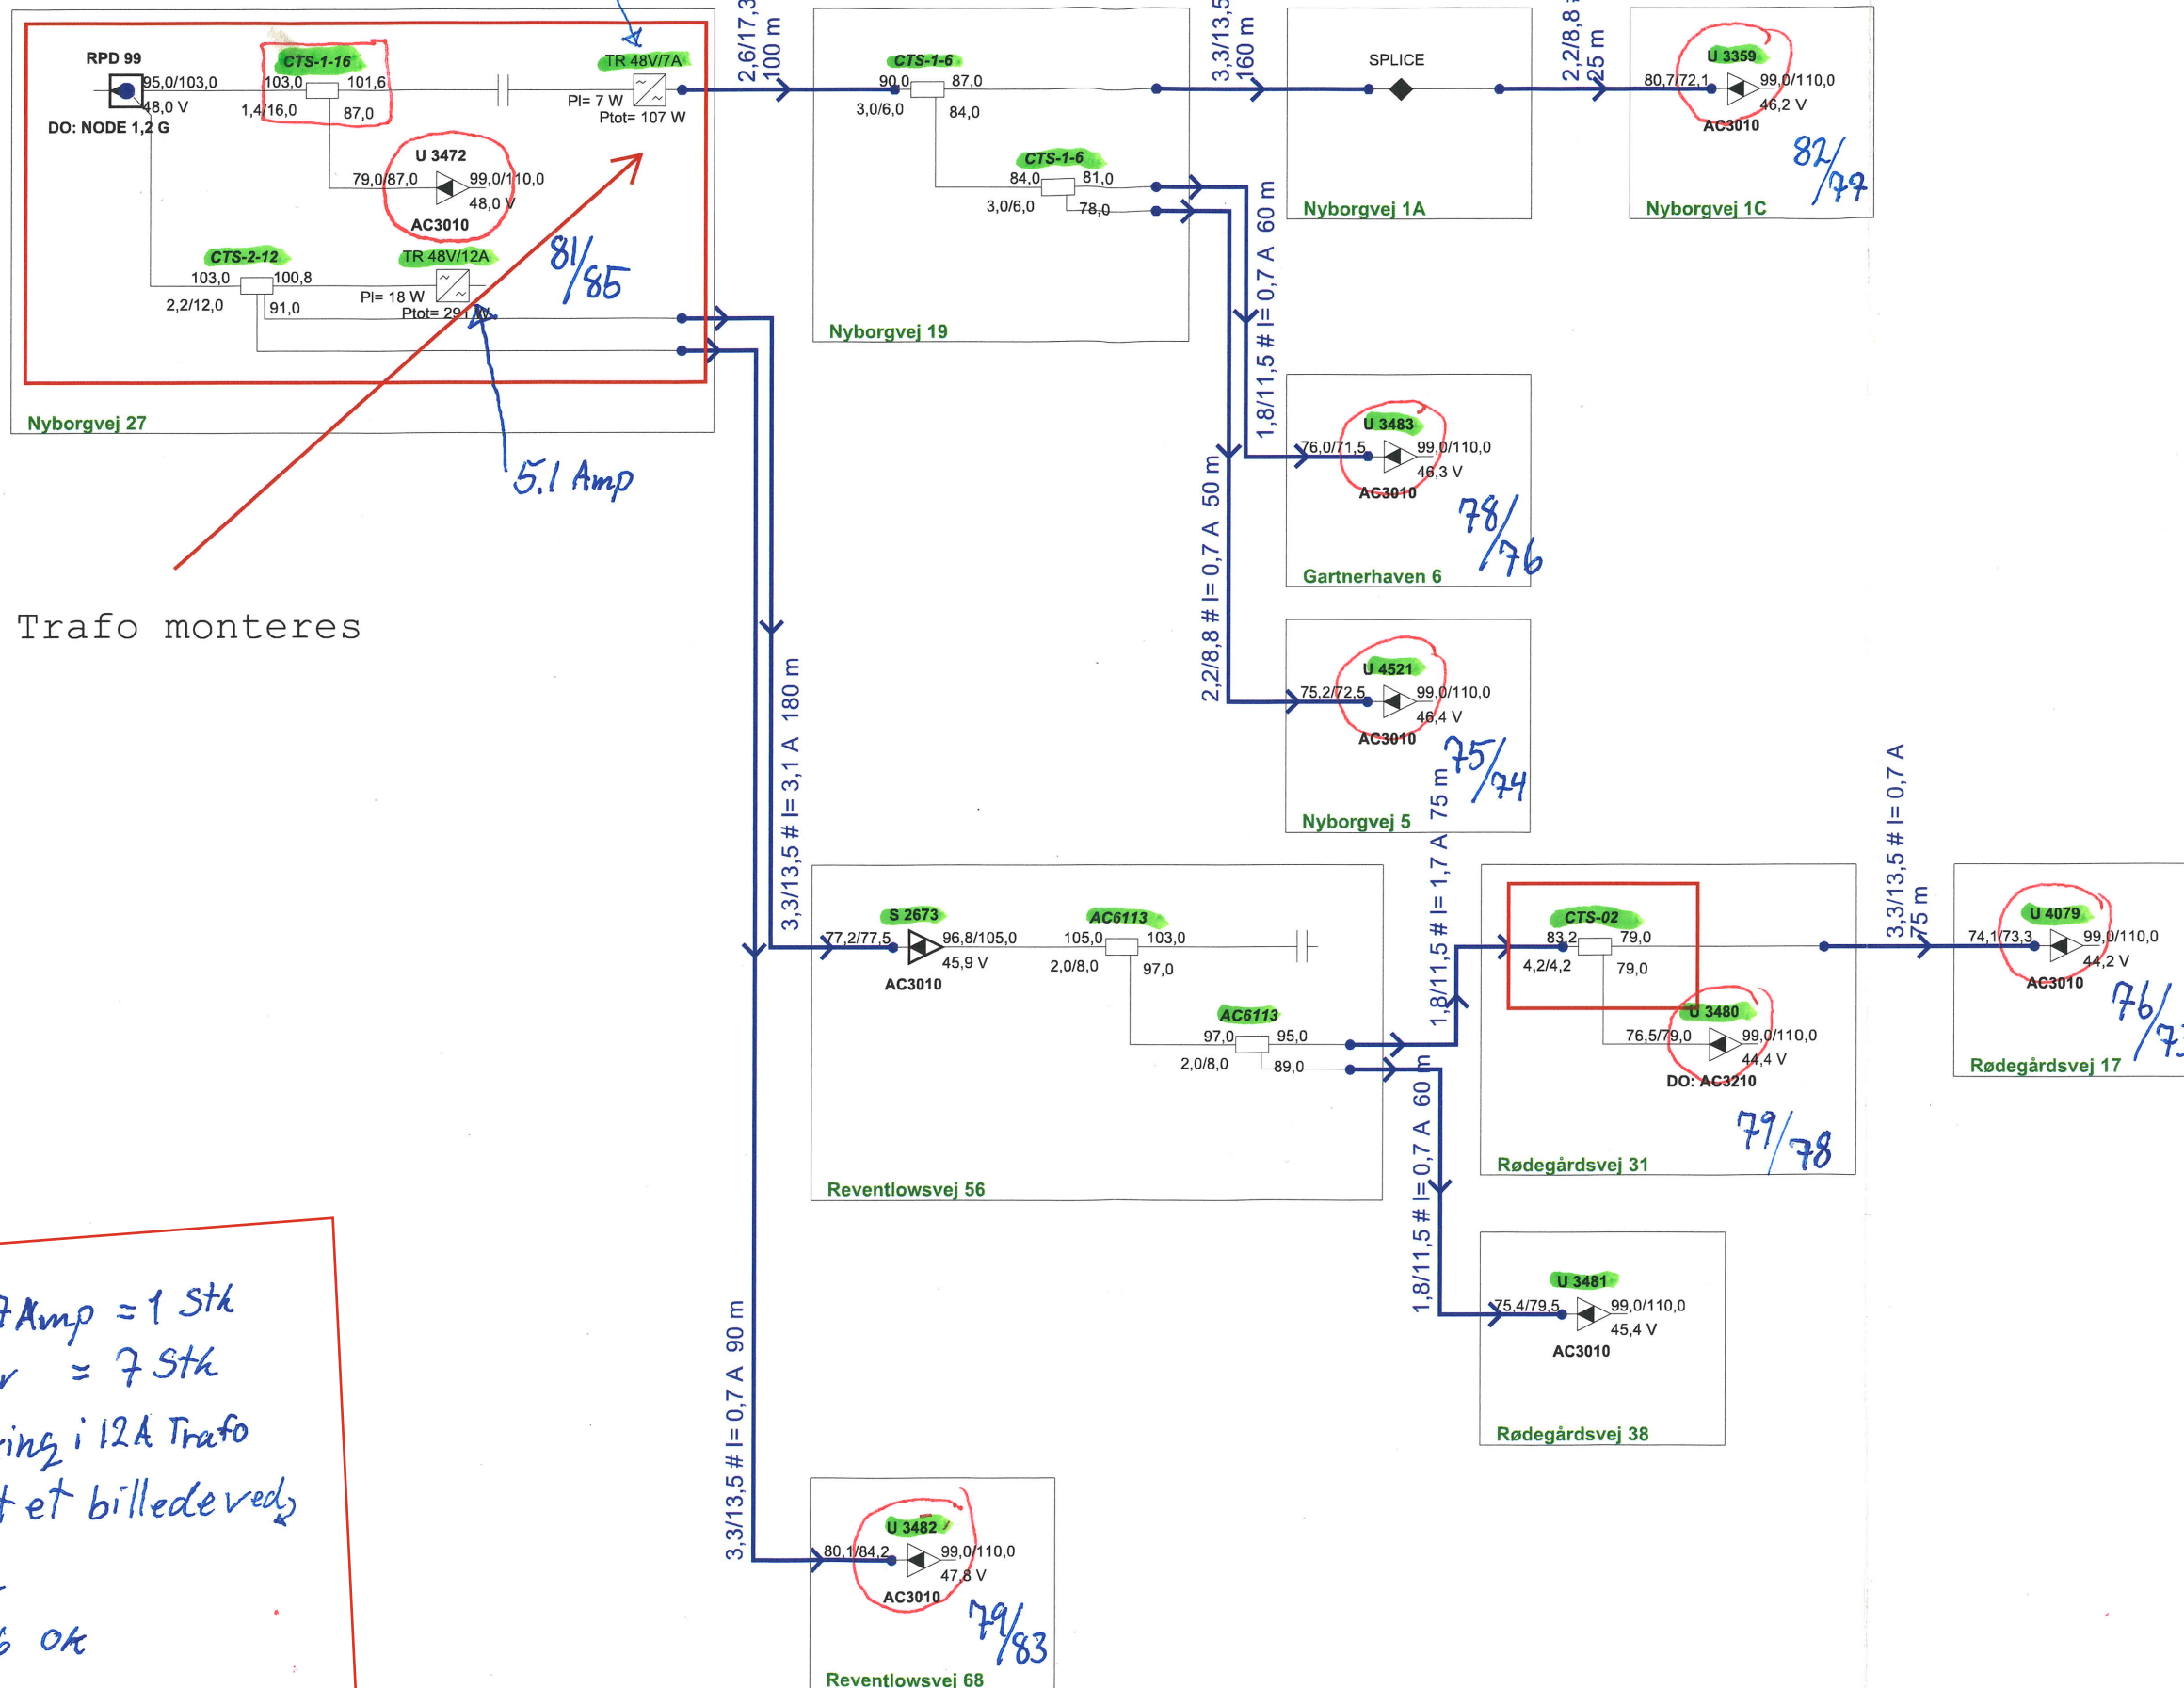 RPD 99
95,0/103,0
48,0 V
DO: NODE 1,2 G
CTS-1-16
103,0
101,6
1,4/16,0
87,0
TR 48V/7A
Pl= 7 W
Ptot= 107 W
U 3472
79,0/87,0
99,0/110,0
48,0 V
AC3010
81/85
CTS-2-12
103,0
100,8
2,2/12,0
91,0
TR 48V/12A
Pl= 18 W
Ptot= 291 W
Nyborgvej 27
5.1 Amp
Trafo monteres
2,6/17,3
100 m
CTS-1-6
90,0
87,0
3,0/6,0
84,0
CTS-1-6
84,0
81,0
3,0/6,0
78,0
Nyborgvej 19
3,3/13,5
160 m
SPLICE
Nyborgvej 1A
2,2/8,8 #
25 m
U 3359
80,7/72,1
99,0/110,0
46,2 V
AC3010
82/77
Nyborgvej 1C
1,8/11,5 # I= 0,7 A 60 m
U 3483
76,0/71,5
99,0/110,0
46,3 V
AC3010
78/76
Gartnerhaven 6
2,2/8,8 # I= 0,7 A 50 m
U 4521
75,2/72,5
99,0/110,0
46,4 V
AC3010
75/74
Nyborgvej 5
3,3/13,5 # I= 3,1 A 180 m
S 2673
77,2/77,5
96,8/105,0
45,9 V
AC3010
AC6113
105,0
103,0
2,0/8,0
97,0
AC6113
97,0
95,0
2,0/8,0
89,0
Reventlowsvej 56
1,8/11,5 # I= 1,7 A 75 m
CTS-02
83,2
79,0
4,2/4,2
79,0
U 3480
76,5/79,0
99,0/110,0
44,4 V
DO: AC3210
79/78
Rødegårdsvej 31
3,3/13,5 # I= 0,7 A
75 m
U 4079
74,1/73,3
99,0/110,0
44,2 V
AC3010
76/
Rødegårdsvej 17
1,8/11,5 # I= 0,7 A 60 m
U 3481
75,4/79,5
99,0/110,0
45,4 V
AC3010
Rødegårdsvej 38
3,3/13,5 # I= 0,7 A 90 m
U 3482
80,1/84,2
99,0/110,0
47,8 V
AC3010
79/83
Reventlowsvej 68
7 Amp = 1 Stk
= 7 Stk
ring i 12A Trafo
t et billede ved
ok